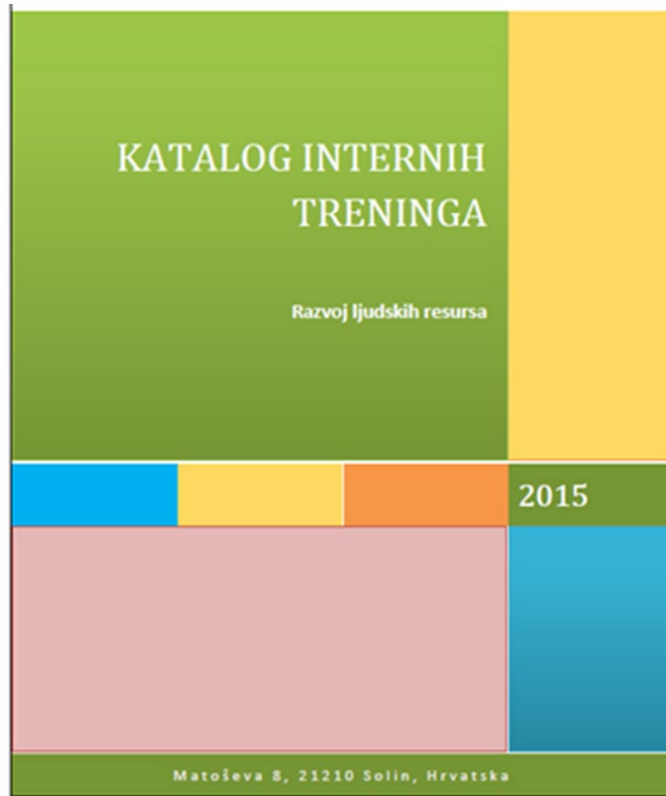 KATALOG INTERNIH
TRENINGA
Razvoj ljudskih resursa
2015
Matoševa 8, 21210 Solin, Hrvatska